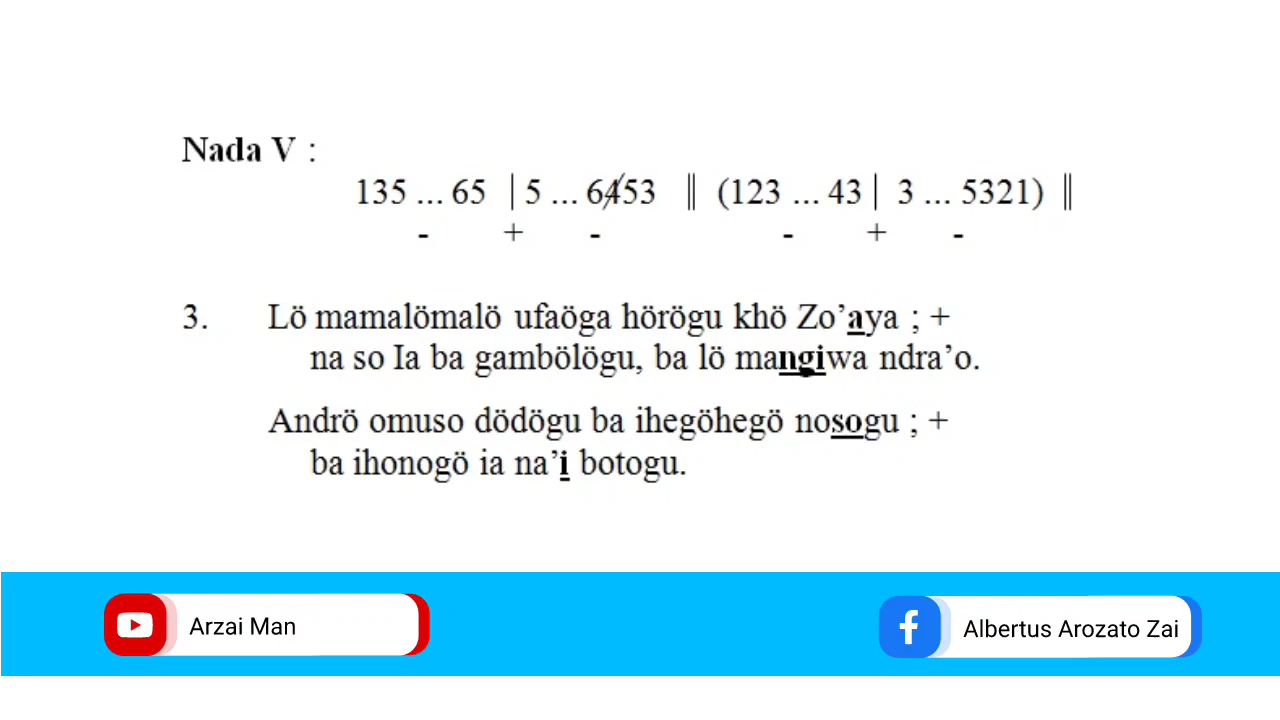 Nada V :
135 ... 65 | 5 ... 64̸53 || (123 ... 43 | 3 ... 5321) ||
- + - - + -
3. Lö mamalömalö ufaöga hörögu khö Zo’aya ; +
na so Ia ba gambölögu, ba lö mangiwa ndra’o.
Andrö omuso dödögu ba ihegöhegö nosogu ; +
ba ihonogö ia na’i botogu.
Arzai Man
Albertus Arozato Zai